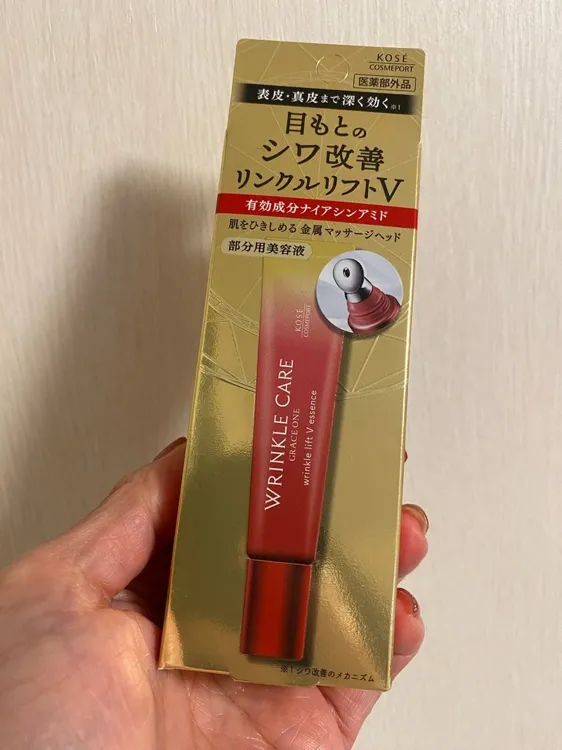 KOSÉ
COSMEPORT
医薬部外品
表皮・真皮まで深く効く※1
目もとの
シワ改善
リンクルリフトV
有効成分ナイアシンアミド
肌をひきしめる 金属マッサージヘッド
部分用美容液
KOSÉ
COSMEPORT
WRINKLE CARE
GRACE ONE
wrinkle lift V essence
※1 シワ改善のメカニズム